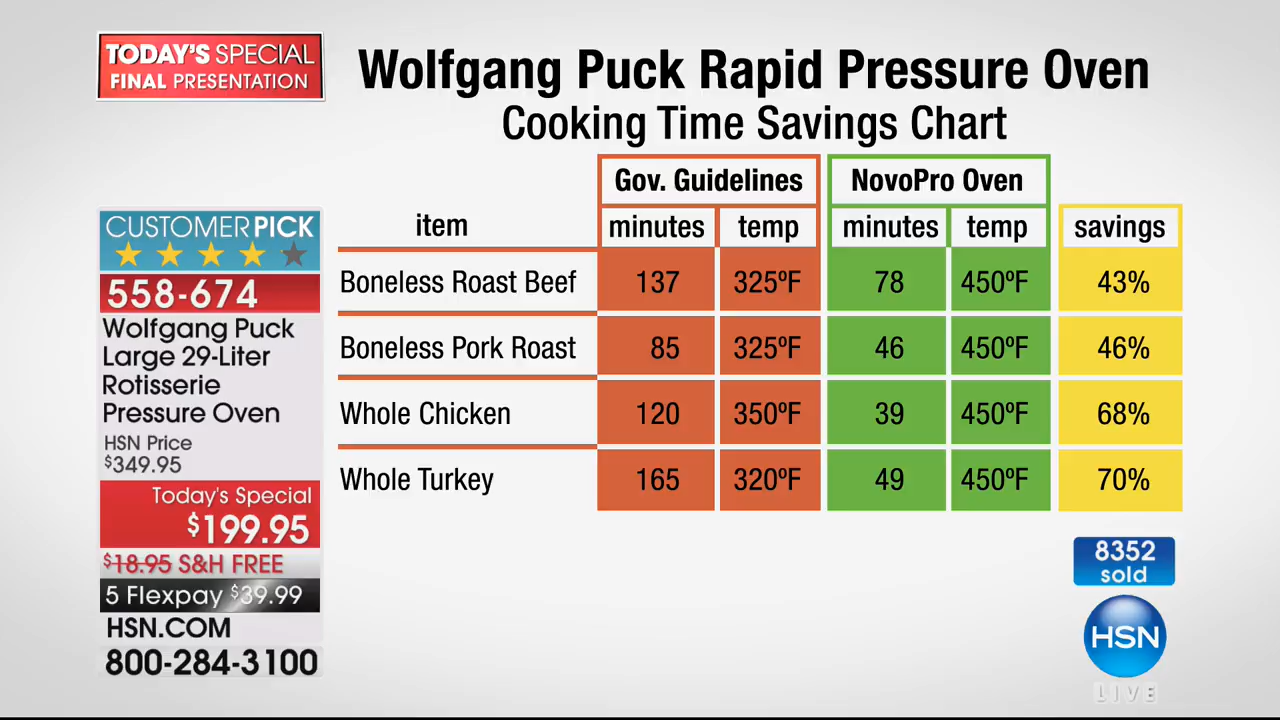 TODAY'S SPECIAL
FINAL PRESENTATION
Wolfgang Puck Rapid Pressure Oven
Cooking Time Savings Chart
Gov. Guidelines NovoPro Oven
item minutes temp minutes temp savings
Boneless Roast Beef 137 325ºF 78 450ºF 43%
Boneless Pork Roast 85 325ºF 46 450ºF 46%
Whole Chicken 120 350ºF 39 450ºF 68%
Whole Turkey 165 320ºF 49 450ºF 70%
CUSTOMER PICK
558-674
Wolfgang Puck
Large 29-Liter
Rotisserie
Pressure Oven
HSN Price
$349.95
Today's Special
$199.95
$18.95 S&H FREE
5 Flexpay $39.99
HSN.COM
800-284-3100
8352
sold
HSN
LIVE